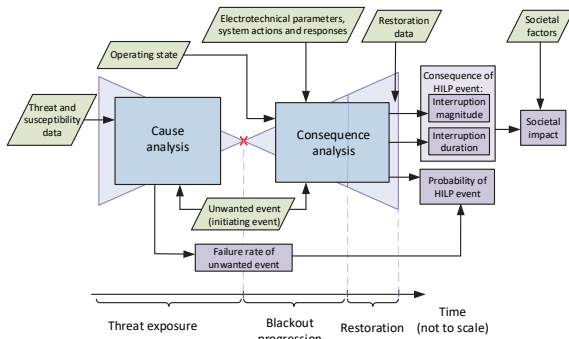 Electrotechnical parameters,
system actions and responses
Restoration
data
Societal
factors
Operating state
Threat and
susceptibility
data
Cause
analysis
Consequence
analysis
Consequence of
HILP event:
Interruption
magnitude
Interruption
duration
Societal
impact
Probability of
HILP event
Unwanted event
(initiating event)
Failure rate of
unwanted event
Threat exposure
Blackout
progression
Restoration
Time
(not to scale)